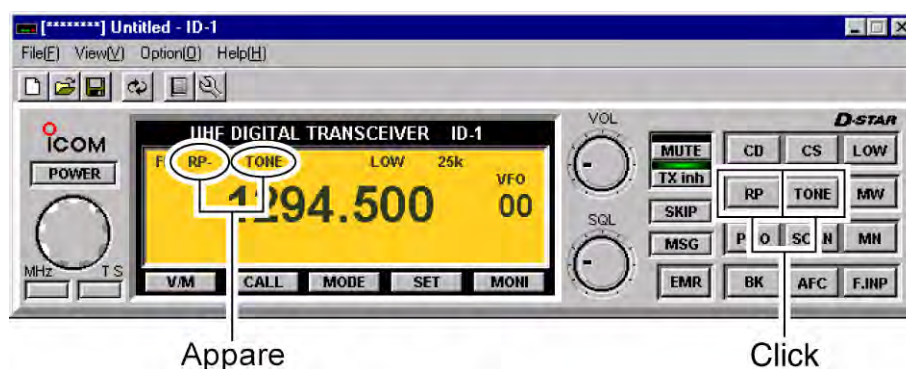 [********] Untitled - ID-1
File(F) View(V) Option(O) Help(H)
ICOM
POWER
MHz TS
UHF DIGITAL TRANSCEIVER ID-1
RP- TONE LOW 25k
1294.500
VFO
00
V/M CALL MODE SET MONI
VOL
SQL
MUTE
TX inh
SKIP
MSG
EMR
D-STAR
CD CS LOW
RP TONE MW
MN
BK AFC F.INP
Appare
Click